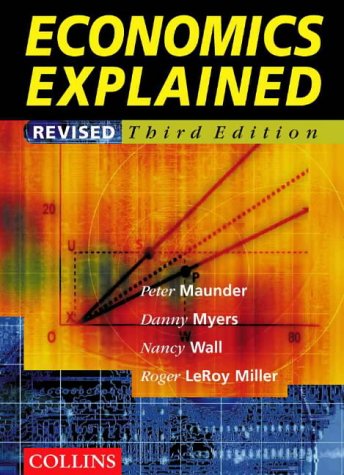 ECONOMICS
EXPLAINED
REVISED Third Edition
20
U
S
P
X
W
80
Peter Maunder
Danny Myers
Nancy Wall
Roger LeRoy Miller
COLLINS